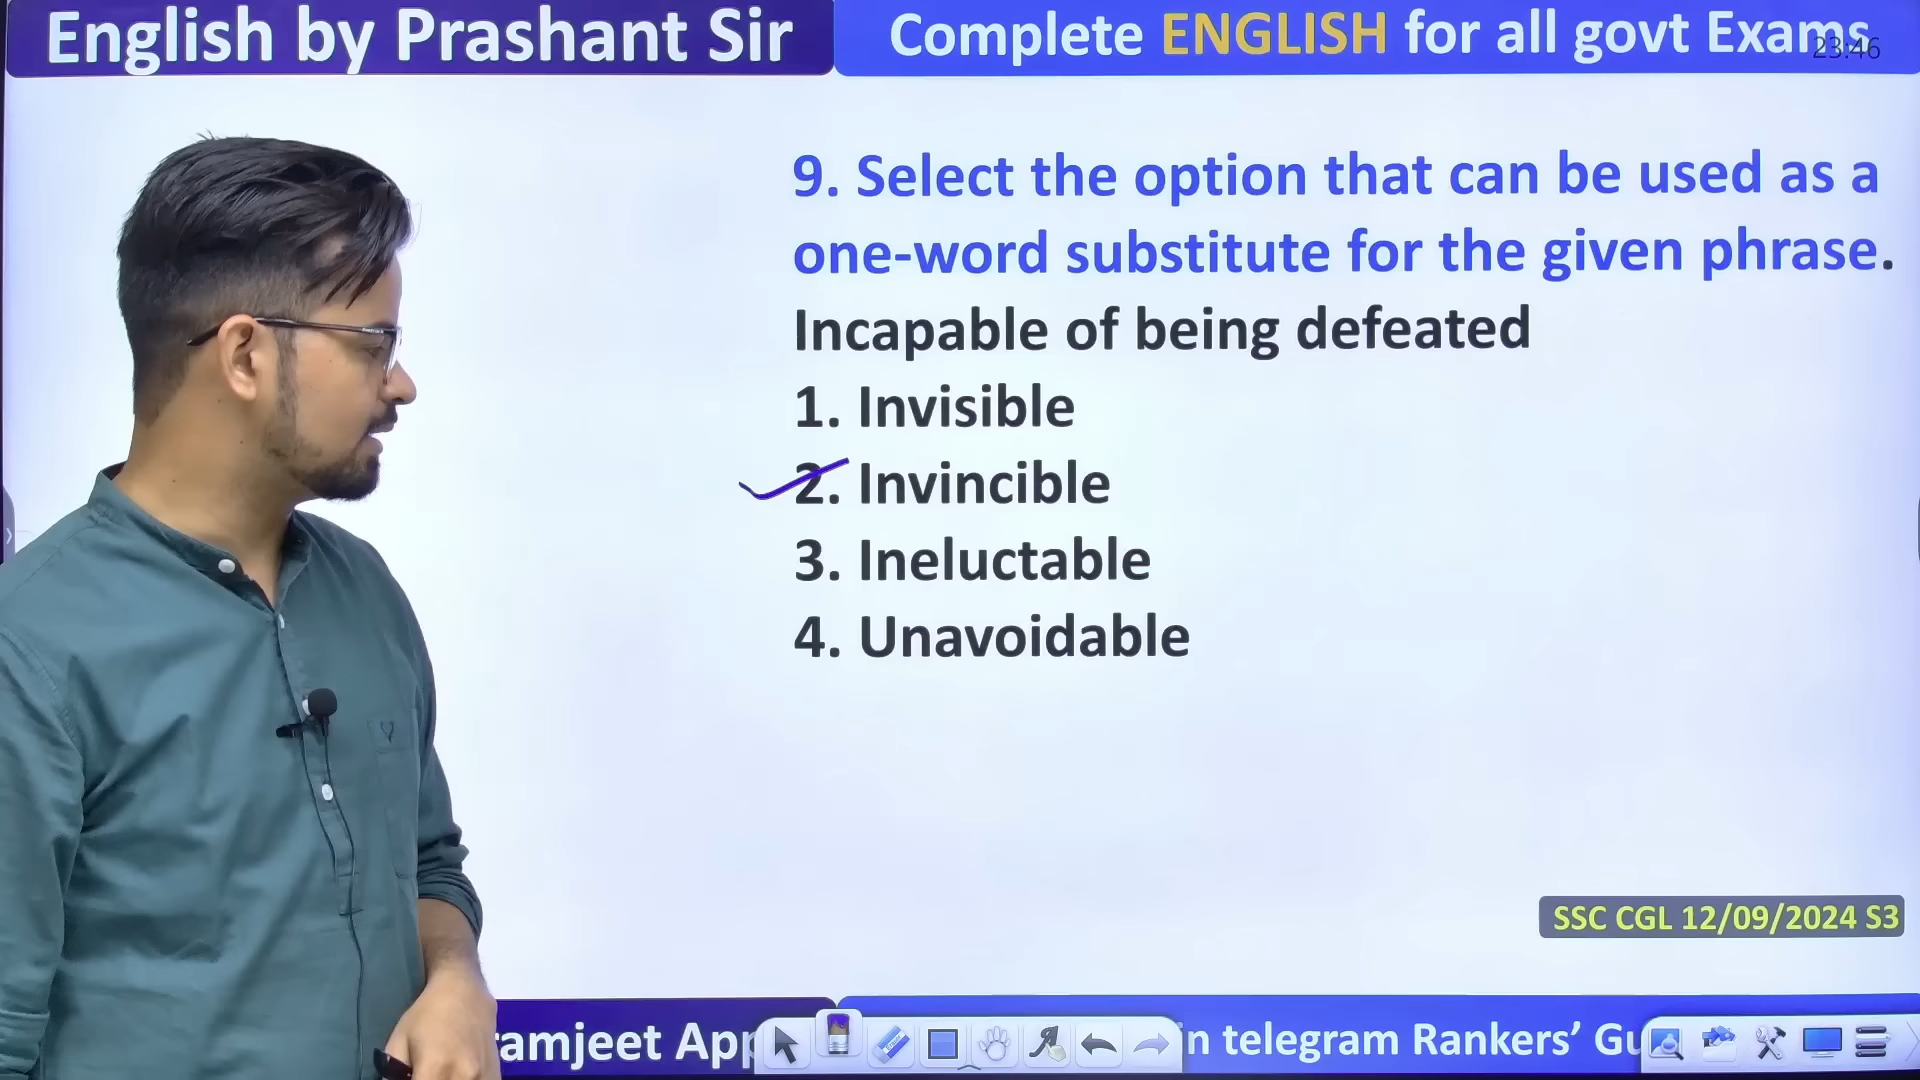 English by Prashant Sir
Complete ENGLISH for all govt Exams
23:46
9. Select the option that can be used as a
one-word substitute for the given phrase.
Incapable of being defeated
1. Invisible
2. Invincible
3. Ineluctable
4. Unavoidable
SSC CGL 12/09/2024 S3
ramjeet App
in telegram Rankers’ Gu